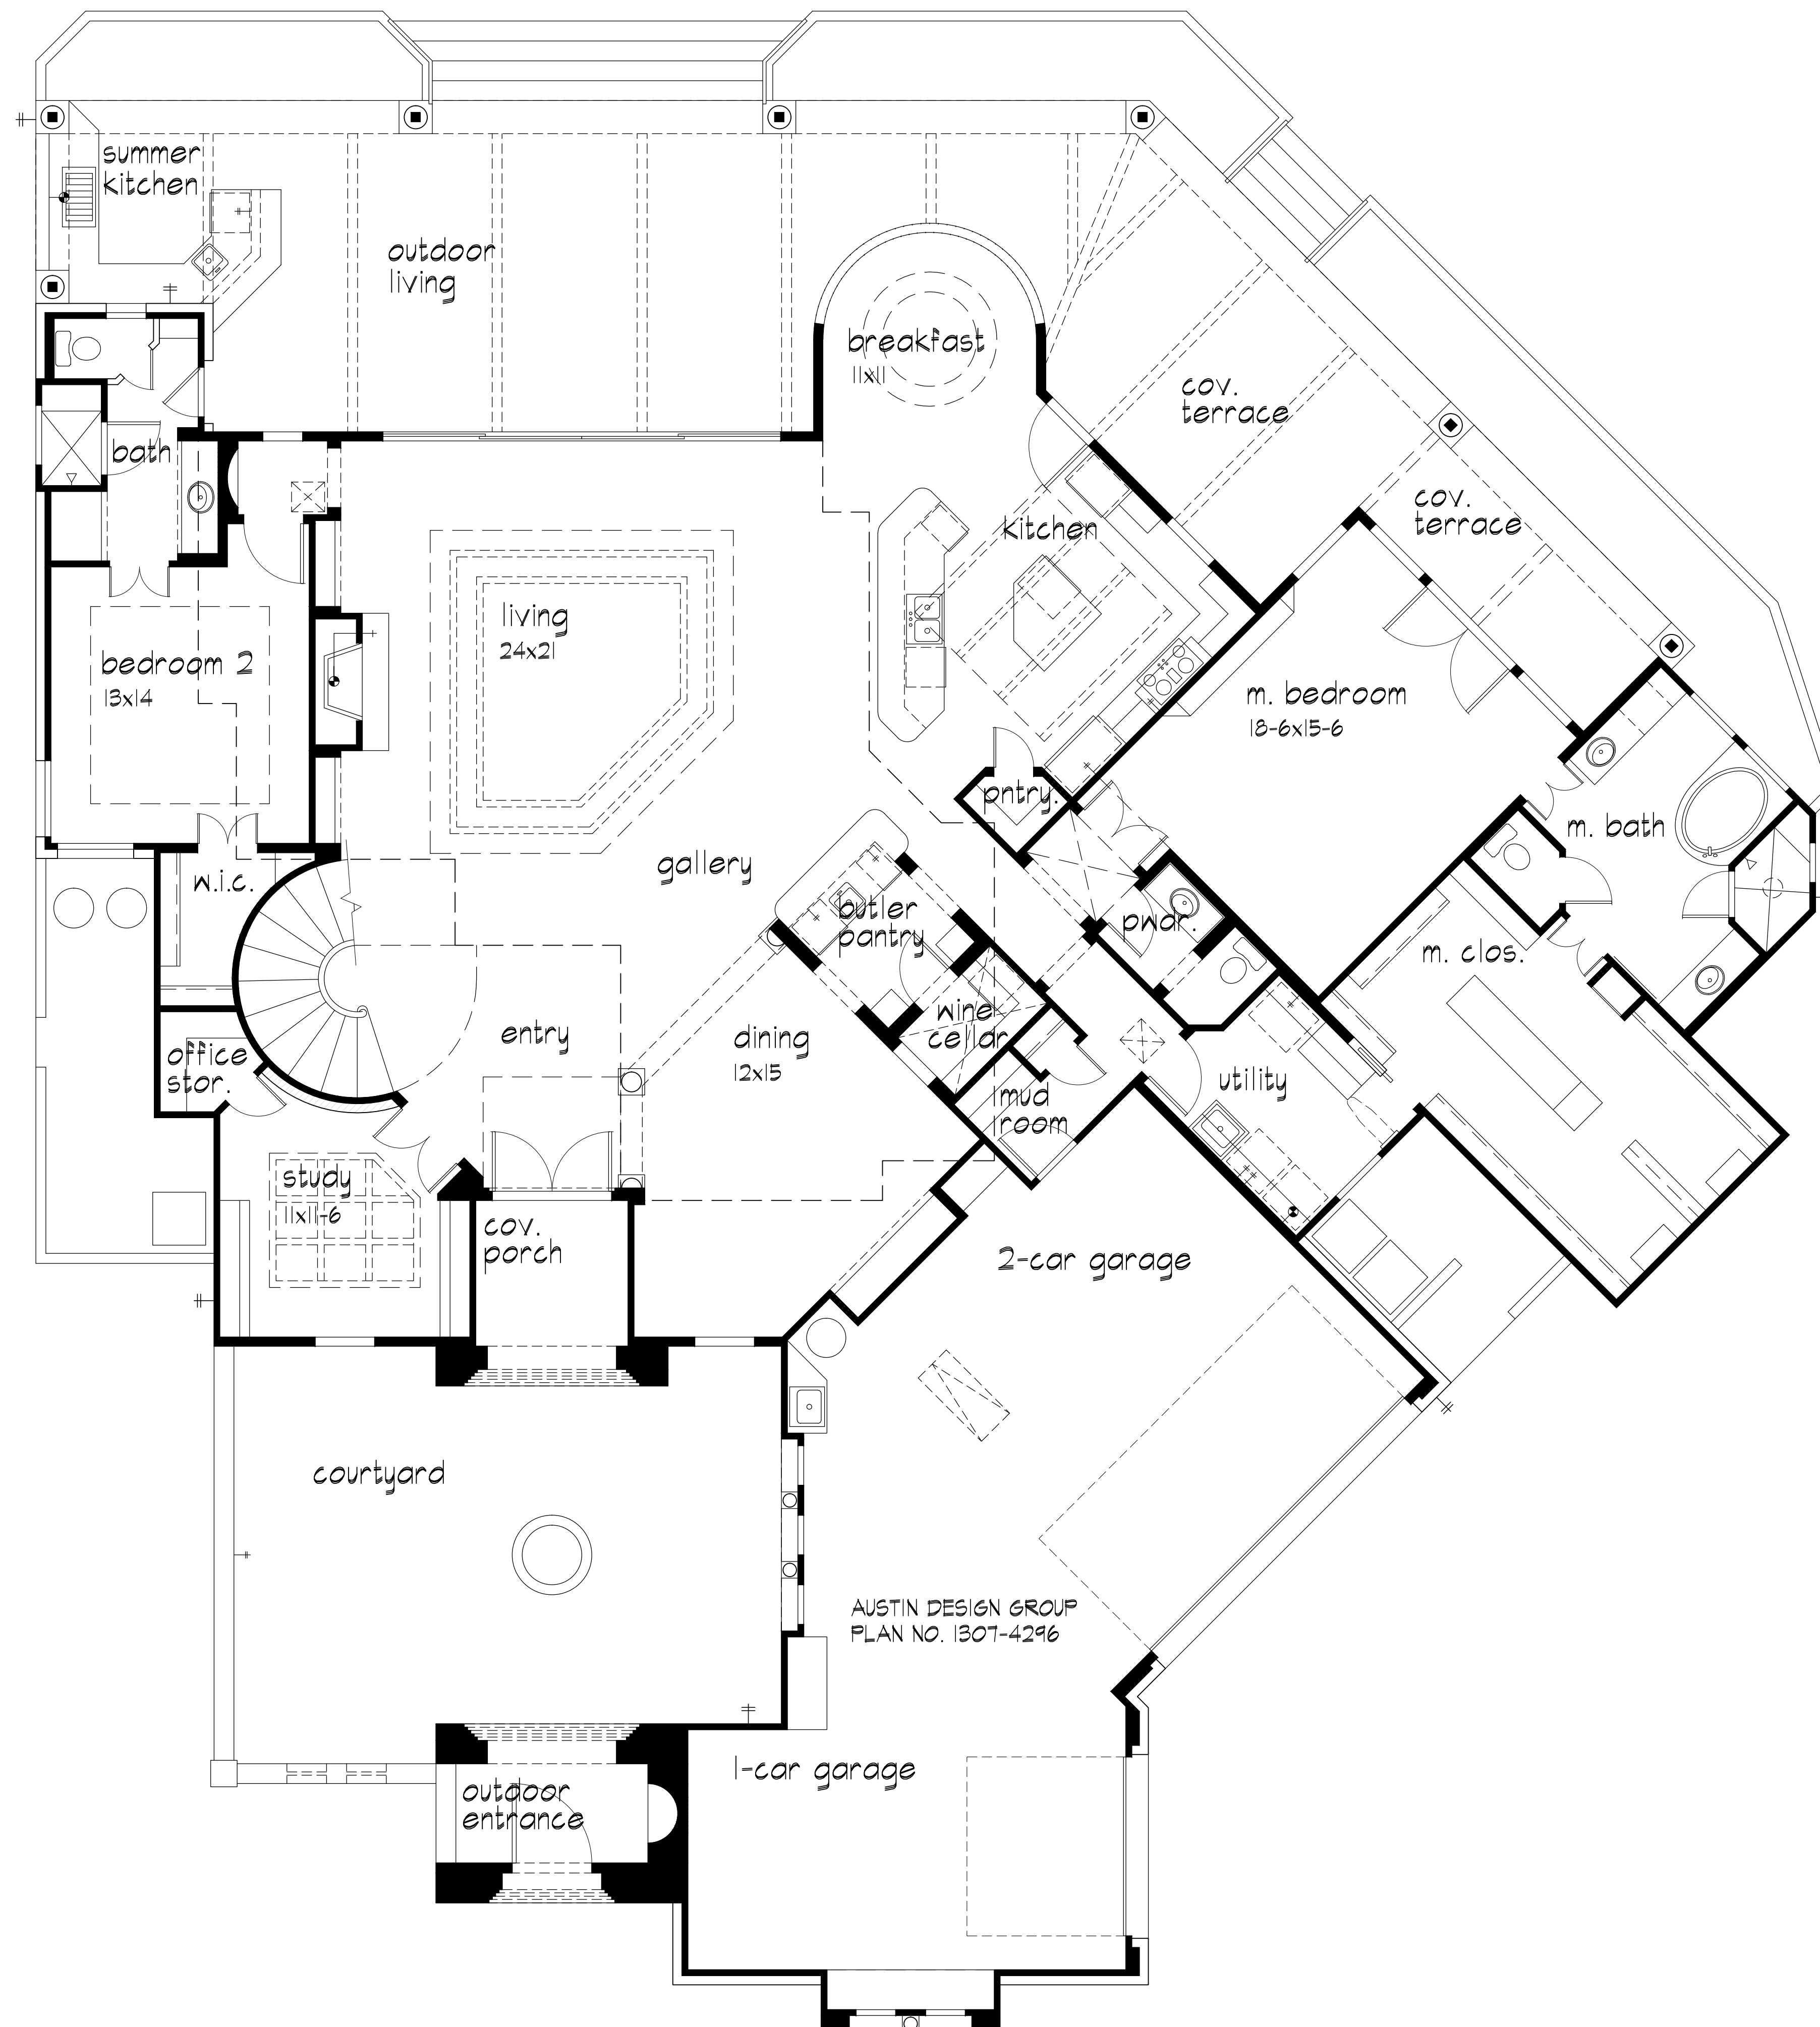 summer
kitchen
outdoor
living
breakfast
11x11
cov.
terrace
bath
cov.
terrace
kitchen
living
24x21
bedroom 2
13x14
m. bedroom
18-6x15-6
pntry.
m. bath
gallery
w.i.c.
butler
pantry
pwdr.
m. clos.
wine
cellar
entry
dining
12x15
office
stor.
utility
mud
room
study
11x11-6
cov.
porch
2-car garage
courtyard
AUSTIN DESIGN GROUP
PLAN NO. 1307-4296
1-car garage
outdoor
entrance